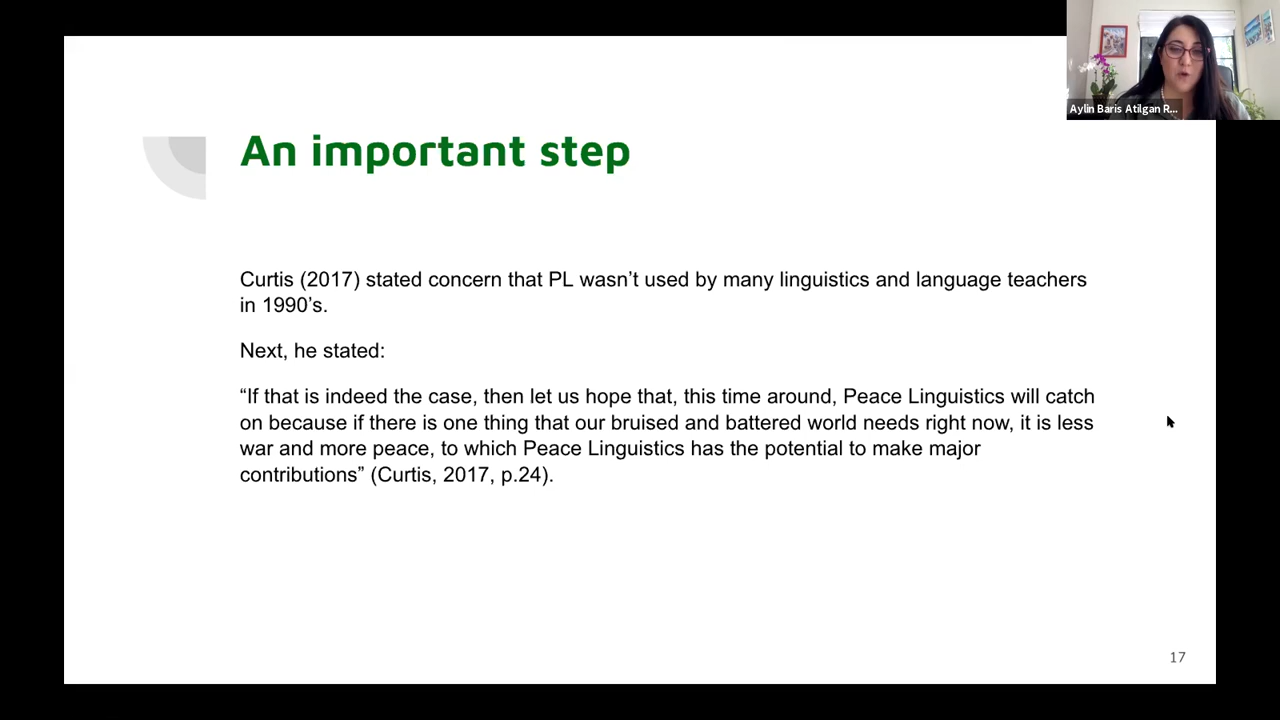 Aylin Baris Atilgan R...
An important step
Curtis (2017) stated concern that PL wasn’t used by many linguistics and language teachers
in 1990’s.
Next, he stated:
“If that is indeed the case, then let us hope that, this time around, Peace Linguistics will catch
on because if there is one thing that our bruised and battered world needs right now, it is less
war and more peace, to which Peace Linguistics has the potential to make major
contributions” (Curtis, 2017, p.24).
17